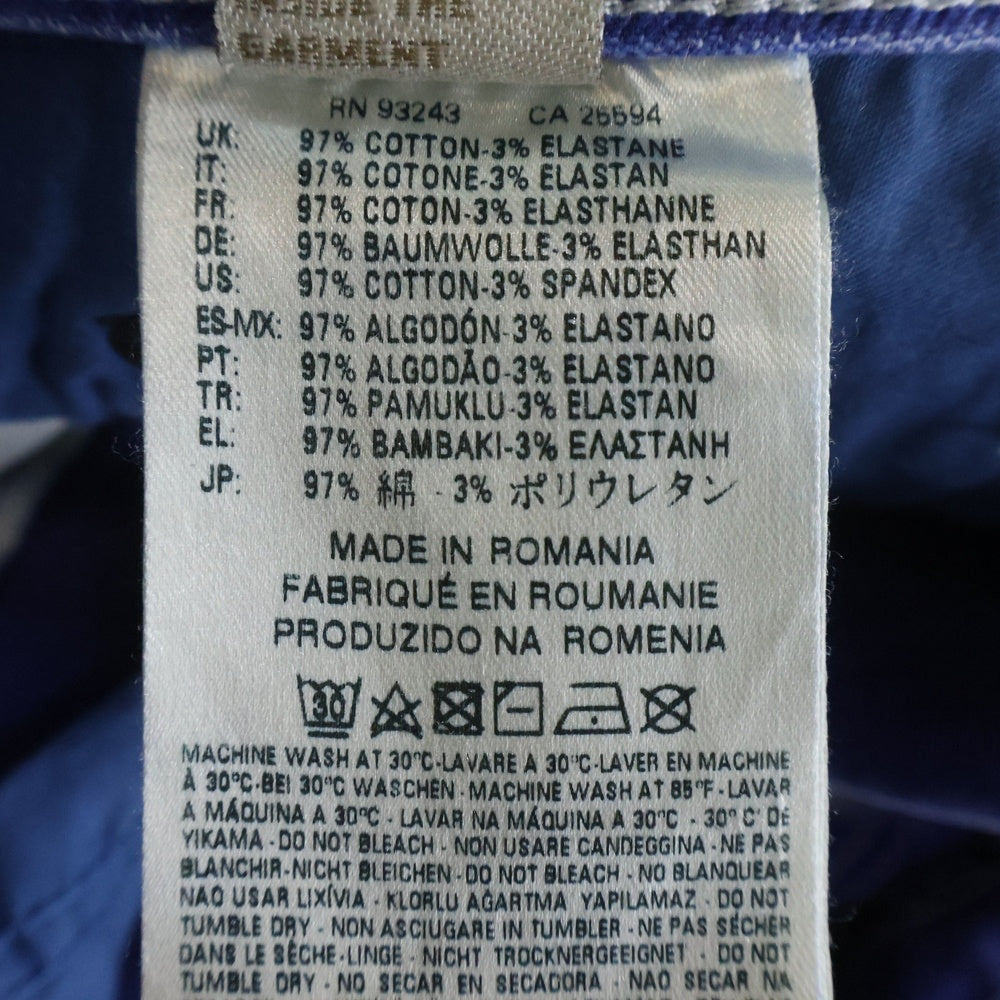 INSIDE THE
GARMENT
RN 93243 CA 25594
UK: 97% COTTON-3% ELASTANE
IT: 97% COTONE-3% ELASTAN
FR: 97% COTON-3% ELASTHANNE
DE: 97% BAUMWOLLE-3% ELASTHAN
US: 97% COTTON-3% SPANDEX
ES-MX: 97% ALGODÓN-3% ELASTANO
PT: 97% ALGODÃO-3% ELASTANO
TR: 97% PAMUKLU-3% ELASTAN
EL: 97% BAMBAKI-3% ΕΛΑΣΤΑΝΗ
JP: 97% 綿 - 3% ポリウレタン
MADE IN ROMANIA
FABRIQUÉ EN ROUMANIE
PRODUZIDO NA ROMENIA
30
MACHINE WASH AT 30°C-LAVARE A 30°C-LAVER EN MACHINE
À 30°C-BEI 30°C WASCHEN-MACHINE WASH AT 85°F-LAVAR
A MÁQUINA A 30°C - LAVAR NA MÁQUINA A 30°C - 30° C' DE
YIKAMA-DO NOT BLEACH-NON USARE CANDEGGINA-NE PAS
BLANCHIR-NICHT BLEICHEN-DO NOT BLEACH-NO BLANQUEAR
NAO USAR LIXÍVIA - KLORLU AGARTMA YAPILAMAZ - DO NOT
TUMBLE DRY-NON ASCIUGARE IN TUMBLER-NE PAS SÉCHER
DANS LE SÈCHE-LINGE- NICHT TROCKNERGEEIGNET - DO NOT
TUMBLE DRY - NO SECAR EN SECADORA - NAO SECAR NA